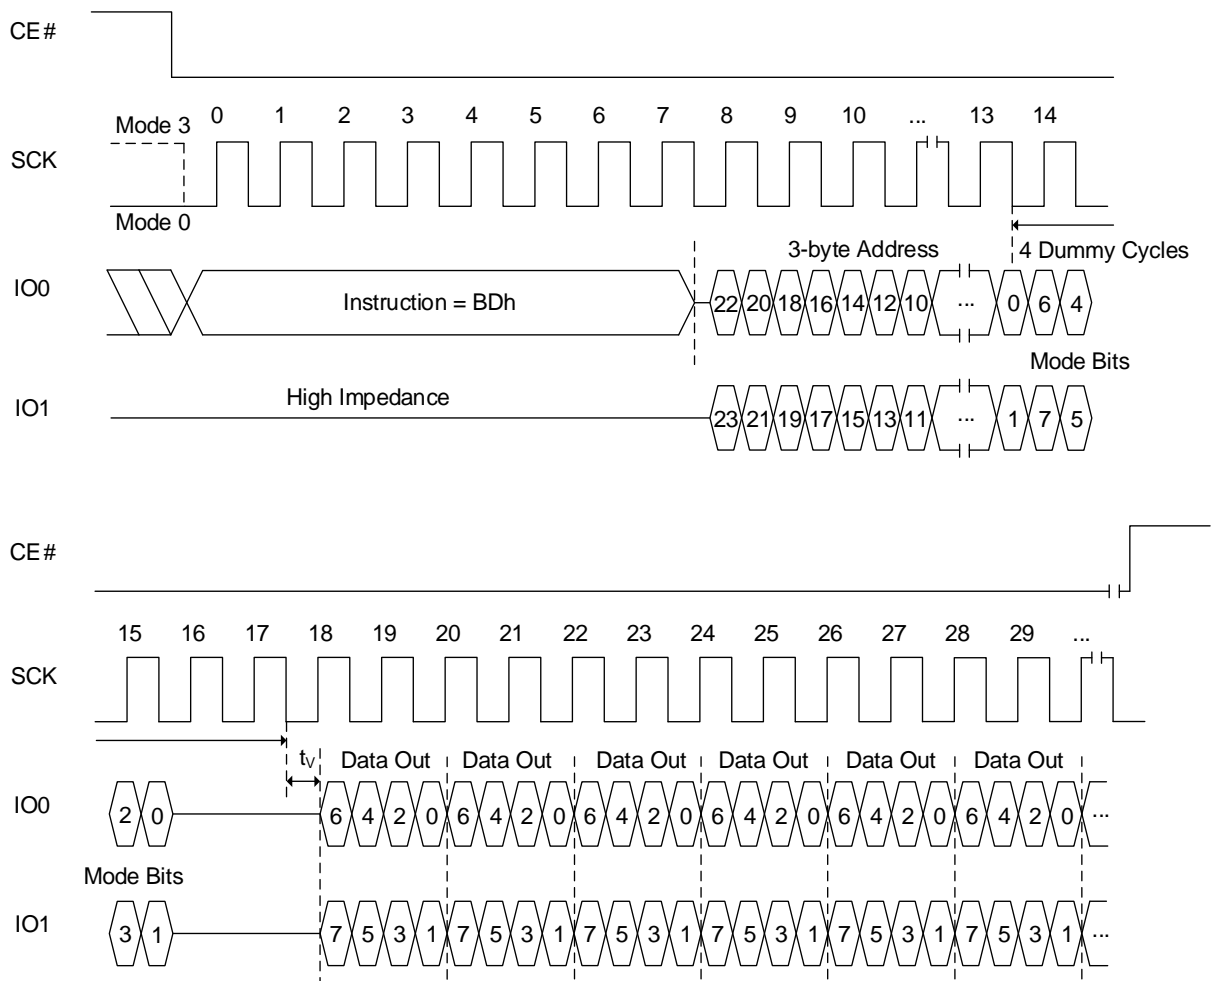 CE#
Mode 3
0 1 2 3 4 5 6 7 8 9 10 ... 13 14
SCK
Mode 0
3-byte Address
4 Dummy Cycles
IO0
Instruction = BDh
22 20 18 16 14 12 10 ... 0 6 4
Mode Bits
IO1
High Impedance
23 21 19 17 15 13 11 ... 1 7 5
CE#
15 16 17 18 19 20 21 22 23 24 25 26 27 28 29 ...
SCK
tV
Data Out Data Out Data Out Data Out Data Out Data Out
IO0
2 0 6 4 2 0 6 4 2 0 6 4 2 0 6 4 2 0 6 4 2 0 6 4 2 0 ...
Mode Bits
IO1
3 1 7 5 3 1 7 5 3 1 7 5 3 1 7 5 3 1 7 5 3 1 7 5 3 1 ...